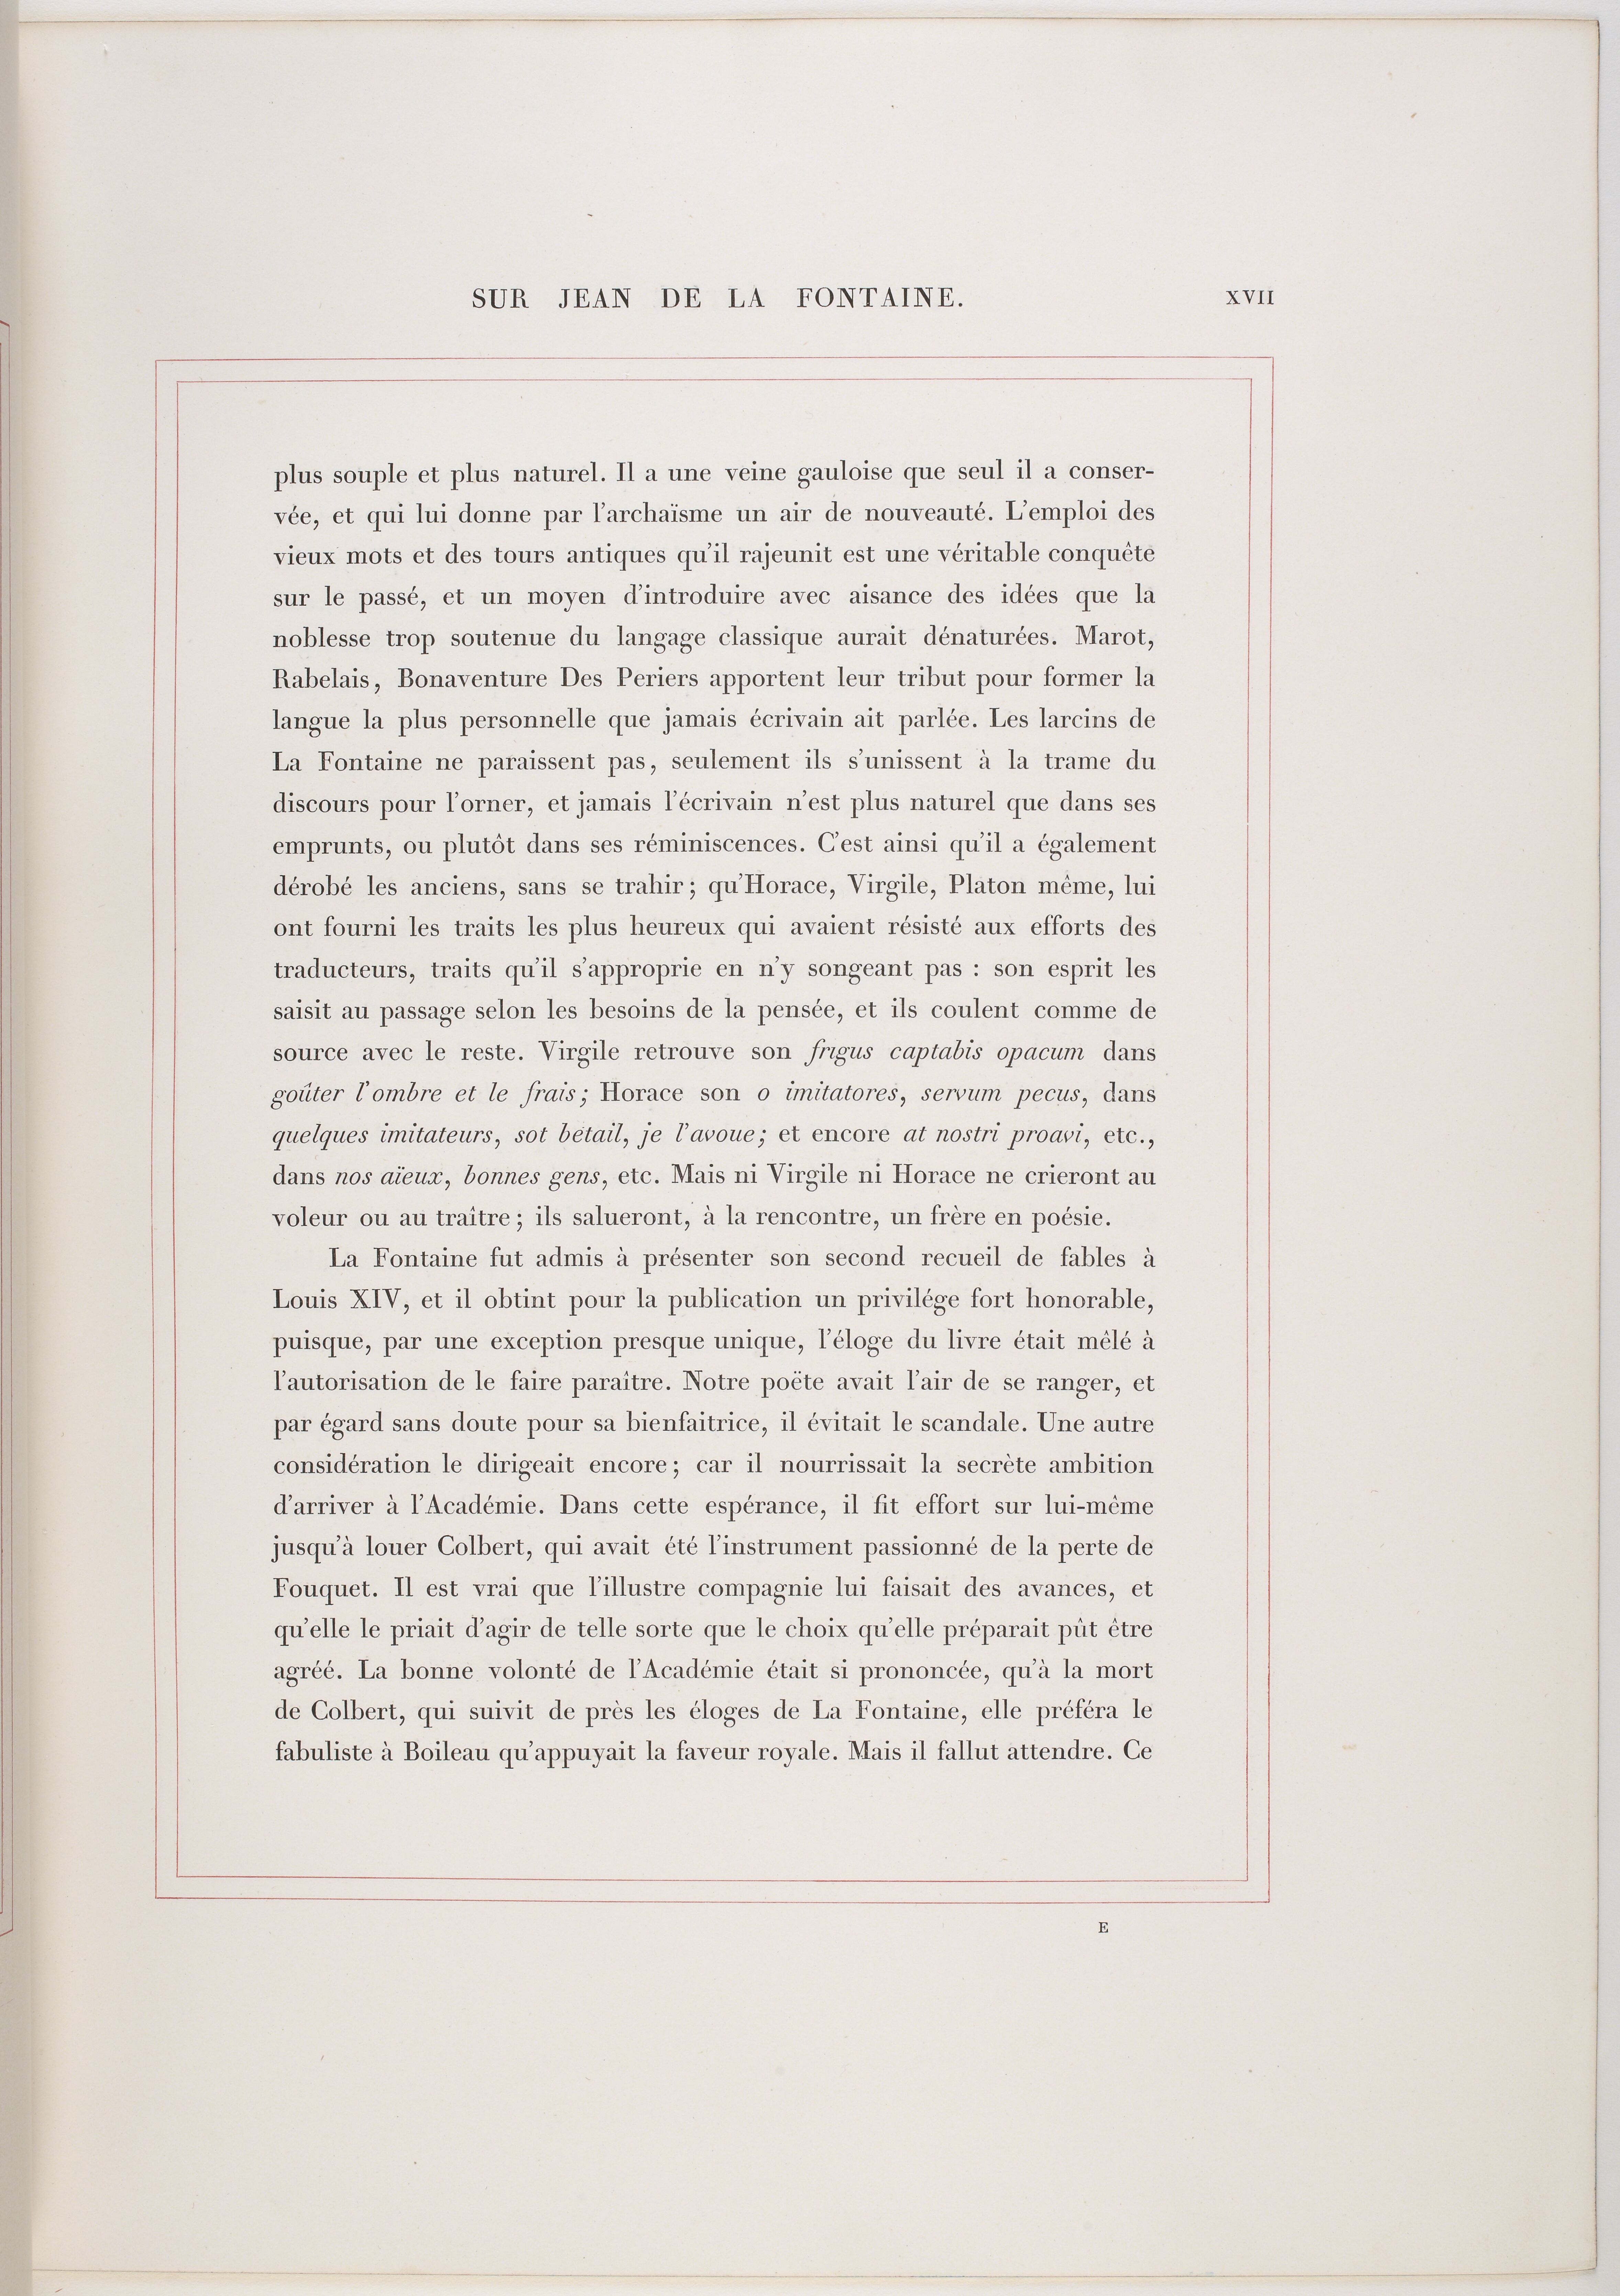 SUR JEAN DE LA FONTAINE. XVII
plus souple et plus naturel. Il a une veine gauloise que seul il a conser-
vée, et qui lui donne par l'archaïsme un air de nouveauté. L'emploi des
vieux mots et des tours antiques qu'il rajeunit est une véritable conquête
sur le passé, et un moyen d'introduire avec aisance des idées que la
noblesse trop soutenue du langage classique aurait dénaturées. Marot,
Rabelais, Bonaventure Des Periers apportent leur tribut pour former la
langue la plus personnelle que jamais écrivain ait parlée. Les larcins de
La Fontaine ne paraissent pas, seulement ils s'unissent à la trame du
discours pour l'orner, et jamais l'écrivain n'est plus naturel que dans ses
emprunts, ou plutôt dans ses réminiscences. C'est ainsi qu'il a également
dérobé les anciens, sans se trahir; qu'Horace, Virgile, Platon même, lui
ont fourni les traits les plus heureux qui avaient résisté aux efforts des
traducteurs, traits qu'il s'approprie en n'y songeant pas : son esprit les
saisit au passage selon les besoins de la pensée, et ils coulent comme de
source avec le reste. Virgile retrouve son frigus captabis opacum dans
goûter l'ombre et le frais; Horace son o imitatores, servum pecus, dans
quelques imitateurs, sot bétail, je l'avoue; et encore at nostri proavi, etc.,
dans nos aïeux, bonnes gens, etc. Mais ni Virgile ni Horace ne crieront au
voleur ou au traître; ils salueront, à la rencontre, un frère en poésie.
La Fontaine fut admis à présenter son second recueil de fables à
Louis XIV, et il obtint pour la publication un privilége fort honorable,
puisque, par une exception presque unique, l'éloge du livre était mêlé à
l'autorisation de le faire paraître. Notre poëte avait l'air de se ranger, et
par égard sans doute pour sa bienfaitrice, il évitait le scandale. Une autre
considération le dirigeait encore; car il nourrissait la secrète ambition
d'arriver à l'Académie. Dans cette espérance, il fit effort sur lui-même
jusqu'à louer Colbert, qui avait été l'instrument passionné de la perte de
Fouquet. Il est vrai que l'illustre compagnie lui faisait des avances, et
qu'elle le priait d'agir de telle sorte que le choix qu'elle préparait pût être
agréé. La bonne volonté de l'Académie était si prononcée, qu'à la mort
de Colbert, qui suivit de près les éloges de La Fontaine, elle préféra le
fabuliste à Boileau qu'appuyait la faveur royale. Mais il fallut attendre. Ce
E